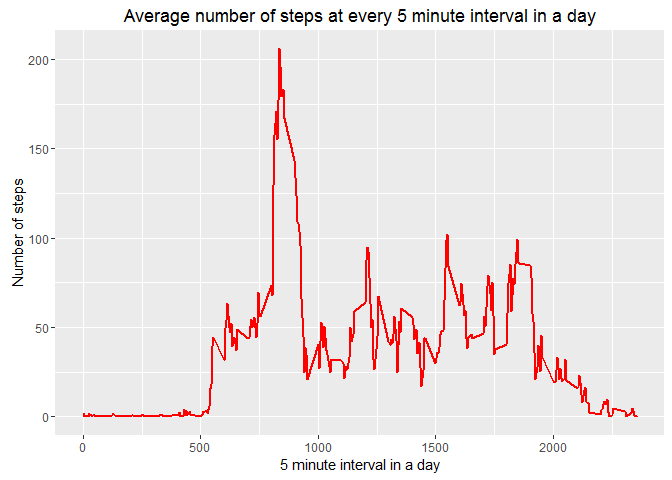 Average number of steps at every 5 minute interval in a day
Number of steps
200
150
100
50
0
0 500 1000 1500 2000
5 minute interval in a day